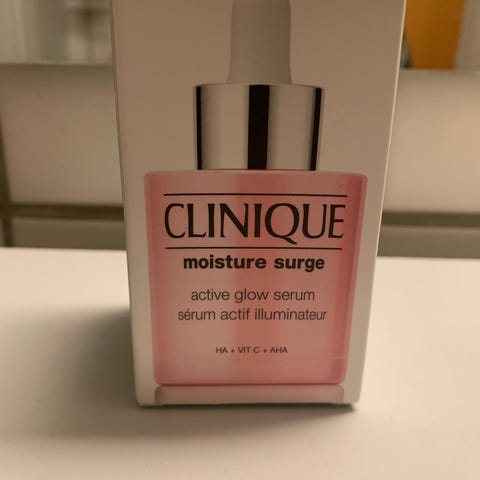 CLINIQUE
moisture surge
active glow serum
sérum actif illuminateur
HA + VIT C + AHA